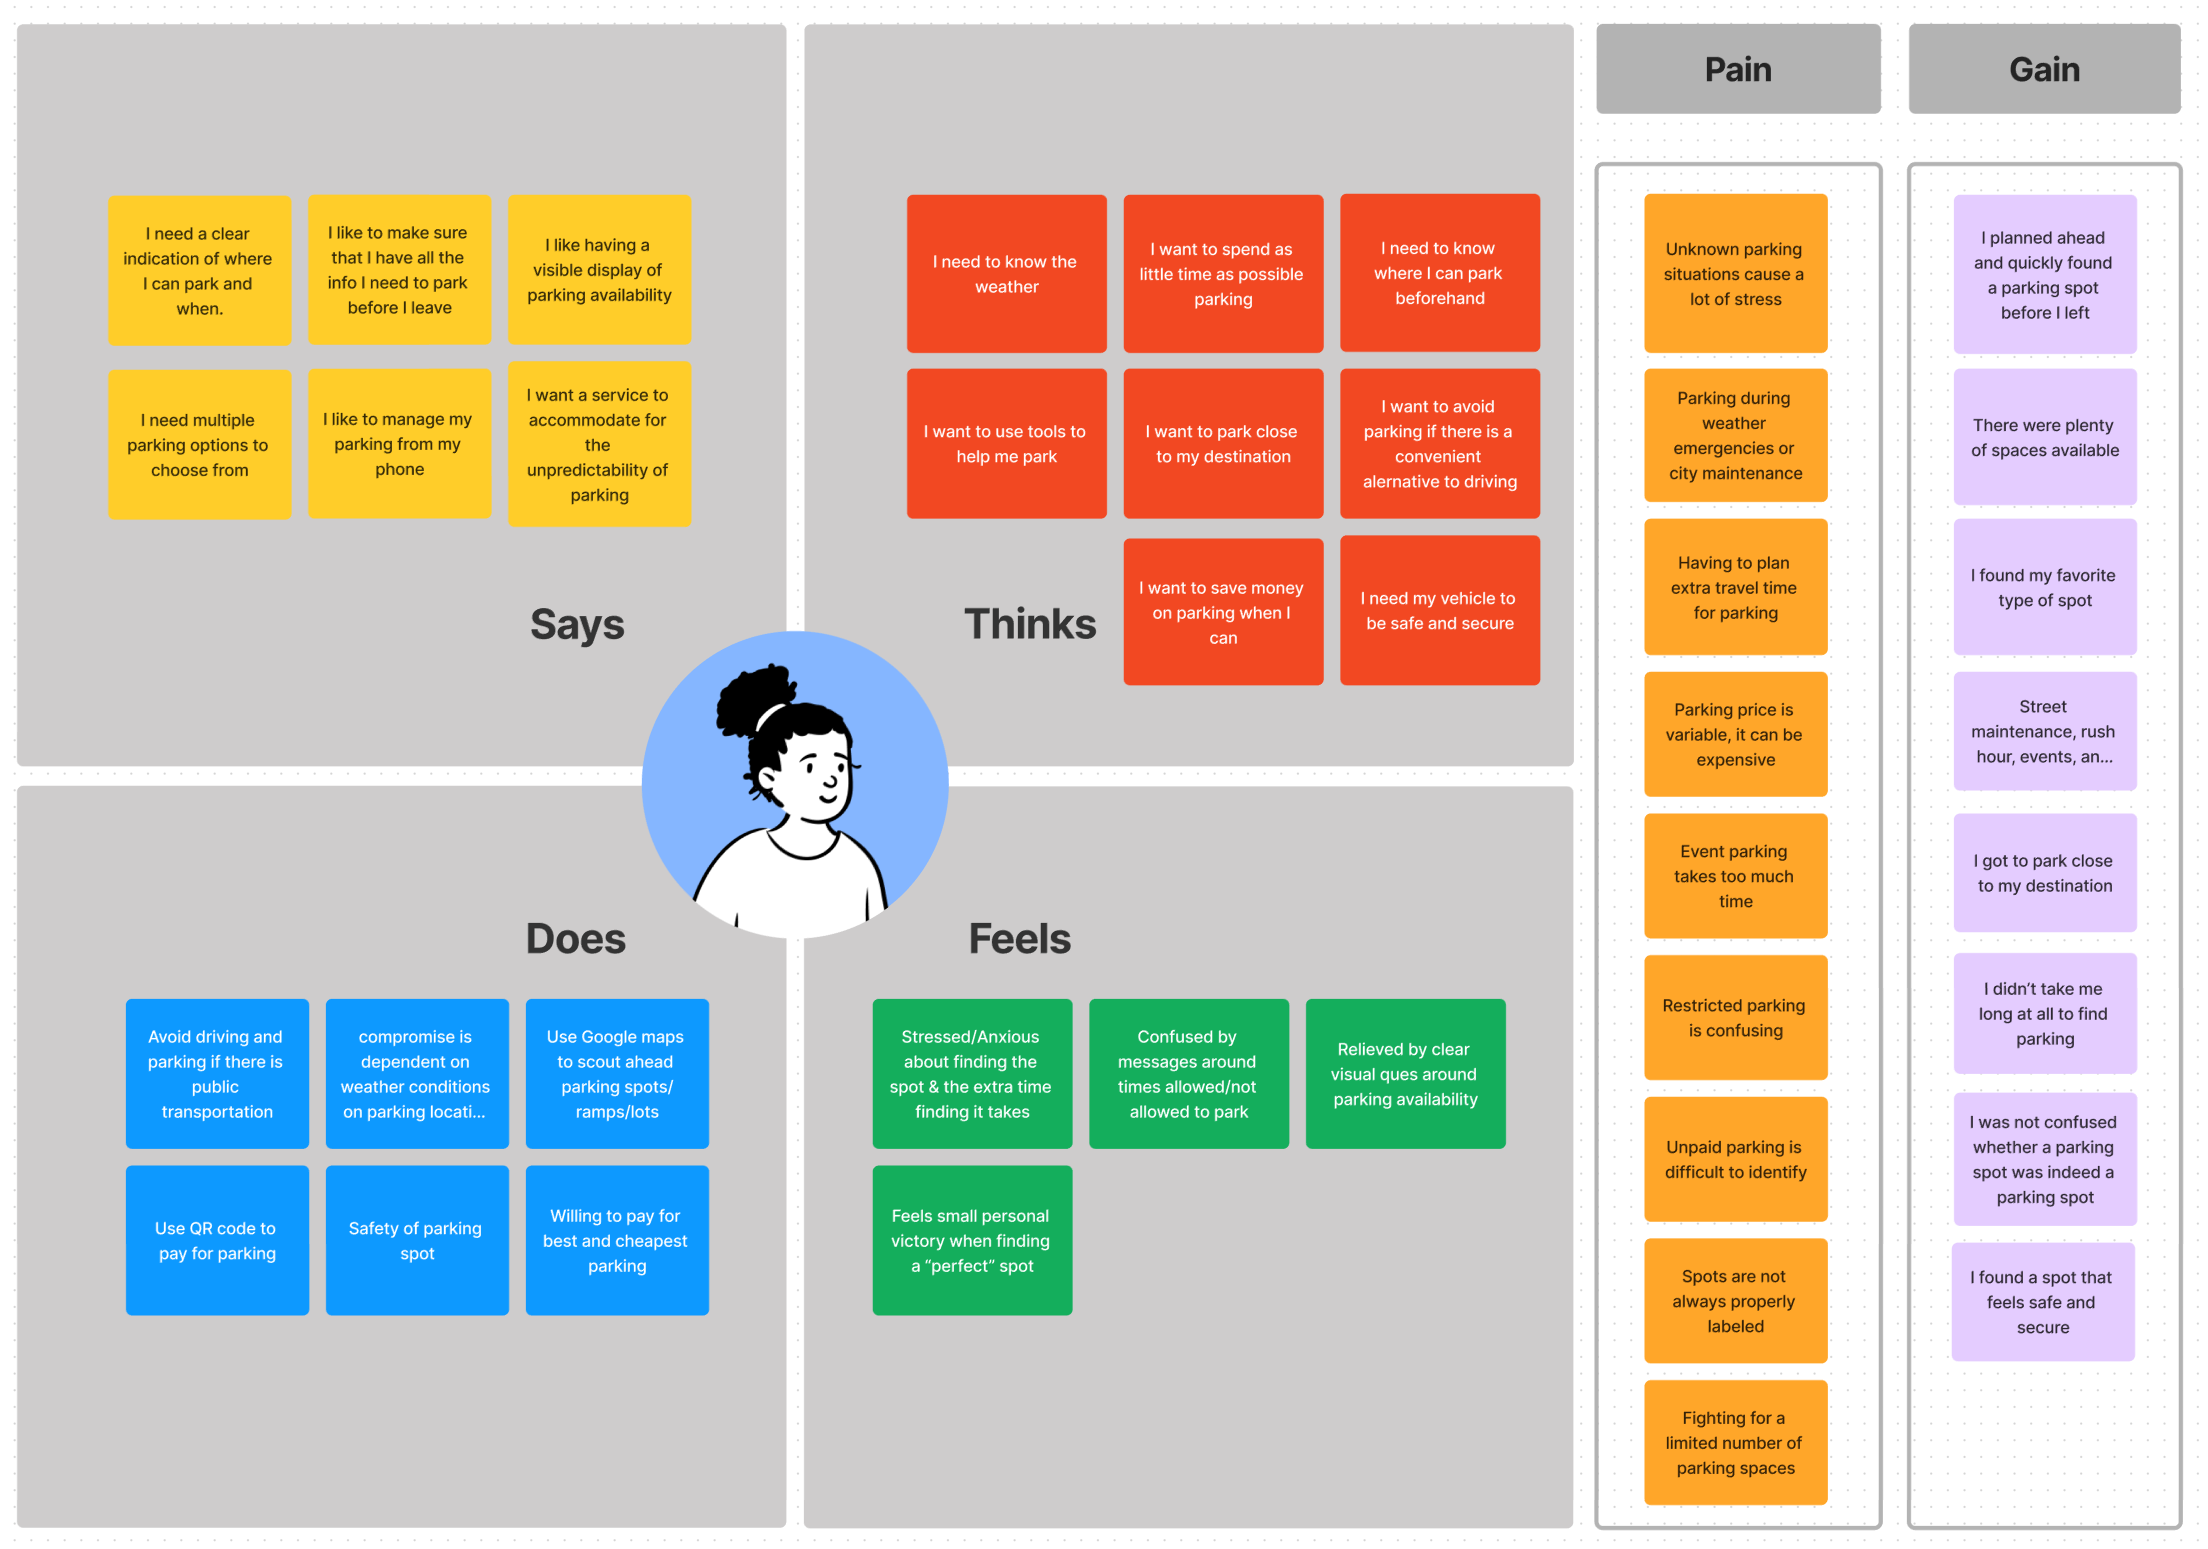 I need a clear
indication of where
I can park and
when.
I like to make sure
that I have all the
info I need to park
before I leave
I like having a
visible display of
parking availability
I need multiple
parking options to
choose from
I like to manage my
parking from my
phone
I want a service to
accommodate for
the
unpredictability of
parking
Says
I need to know the
weather
I want to spend as
little time as possible
parking
I need to know
where I can park
beforehand
I want to use tools to
help me park
I want to park close
to my destination
I want to avoid
parking if there is a
convenient
alernative to driving
I want to save money
on parking when I
can
I need my vehicle to
be safe and secure
Thinks
Does
Avoid driving and
parking if there is
public
transportation
compromise is
dependent on
weather conditions
on parking locati...
Use Google maps
to scout ahead
parking spots/
ramps/lots
Use QR code to
pay for parking
Safety of parking
spot
Willing to pay for
best and cheapest
parking
Feels
Stressed/Anxious
about finding the
spot & the extra time
finding it takes
Confused by
messages around
times allowed/not
allowed to park
Relieved by clear
visual ques around
parking availability
Feels small personal
victory when finding
a “perfect” spot
Pain
Unknown parking
situations cause a
lot of stress
Parking during
weather
emergencies or
city maintenance
Having to plan
extra travel time
for parking
Parking price is
variable, it can be
expensive
Event parking
takes too much
time
Restricted parking
is confusing
Unpaid parking is
difficult to identify
Spots are not
always properly
labeled
Fighting for a
limited number of
parking spaces
Gain
I planned ahead
and quickly found
a parking spot
before I left
There were plenty
of spaces available
I found my favorite
type of spot
Street
maintenance, rush
hour, events, an...
I got to park close
to my destination
I didn’t take me
long at all to find
parking
I was not confused
whether a parking
spot was indeed a
parking spot
I found a spot that
feels safe and
secure